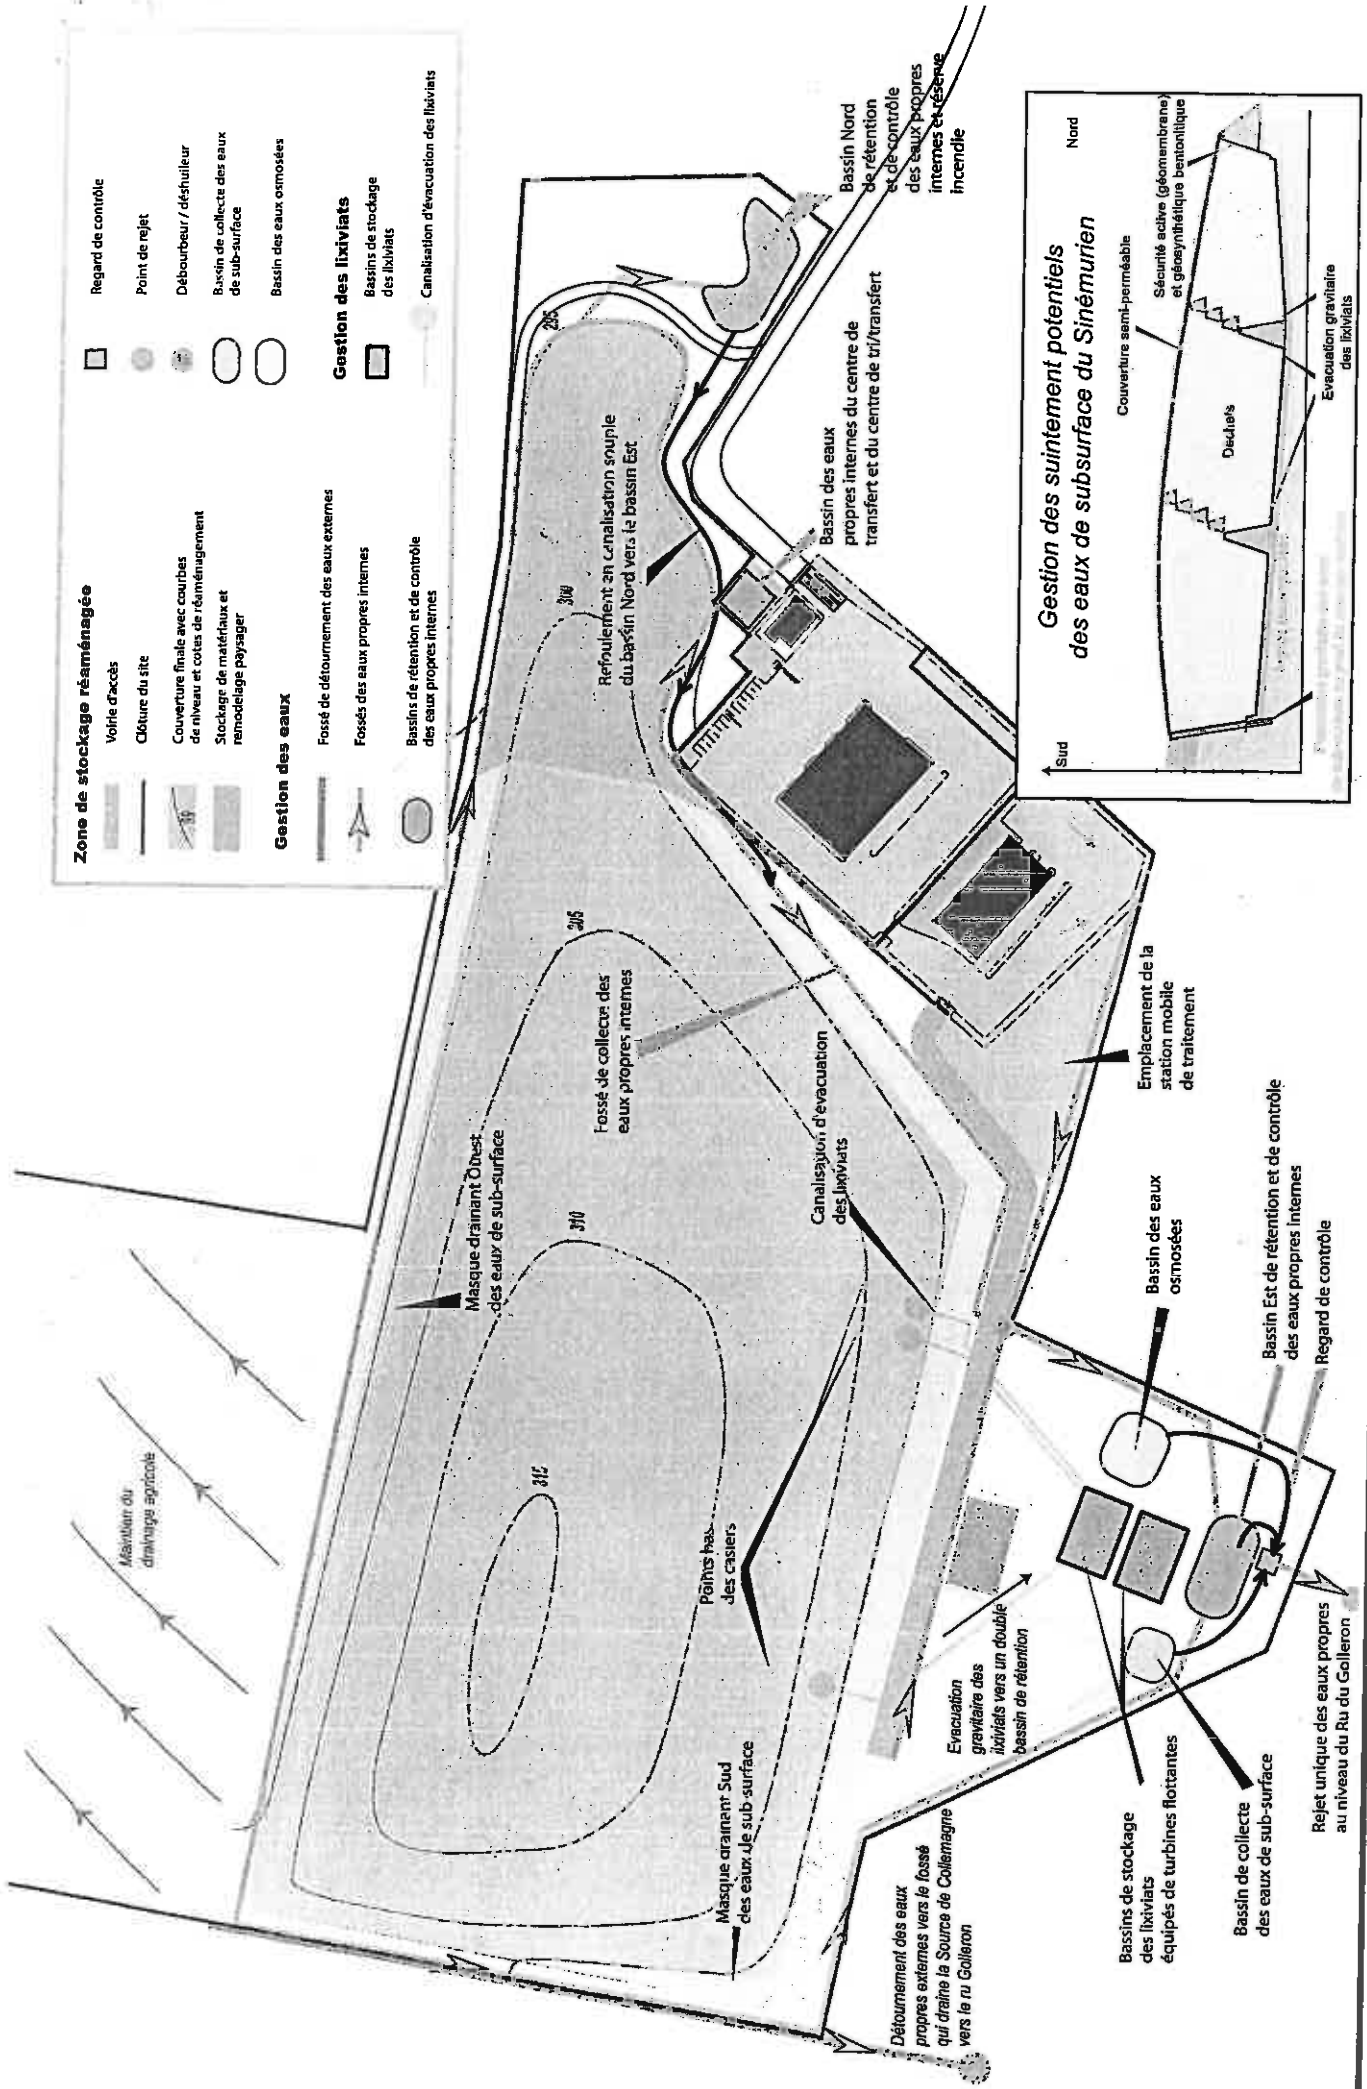 Zone de stockage réaménagée
Voirie d'accès
Clôture du site
Couverture finale avec courbes
de niveau et cotes de réaménagement
Stockage de matériaux et
remodelage paysager
Gestion des eaux
Fossé de détournement des eaux externes
Fossés des eaux propres internes
Bassins de rétention et de contrôle
des eaux propres internes
Regard de contrôle
Point de rejet
Débourbeur / déshuileur
Bassin de collecte des eaux
de sub-surface
Bassin des eaux osmosées
Gestion des lixiviats
Bassins de stockage
des lixiviats
Canalisation d'évacuation des lixiviats
Maintien du
drainage agricole
Masque drainant Ouest
des eaux de sub-surface
315
310
305
300
295
Fossé de collecte des
eaux propres internes
Refoulement en canalisation souple
du bassin Nord vers le bassin Est
Bassin Nord
de rétention
et de contrôle
des eaux propres
internes et réserve
incendie
Bassin des eaux
propres internes du centre de
transfert et du centre de tri/transfert
Canalisation d'évacuation
des lixiviats
Points bas
des casiers
Masque drainant Sud
des eaux de sub-surface
Emplacement de la
station mobile
de traitement
Bassin des eaux
osmosées
Bassin Est de rétention et de contrôle
des eaux propres internes
Regard de contrôle
Evacuation
gravitaire des
lixiviats vers un double
bassin de rétention
Détournement des eaux
propres externes vers le fossé
qui draine la Source de Collemagne
vers le ru Golleron
Bassins de stockage
des lixiviats
équipés de turbines flottantes
Bassin de collecte
des eaux de sub-surface
Rejet unique des eaux propres
au niveau du Ru du Golleron
Gestion des suintement potentiels
des eaux de subsurface du Sinémurien
Sud
Nord
Couverture semi-perméable
Sécurité active (géomembrane)
et géosynthétique bentonitique
Déchets
Evacuation gravitaire
des lixiviats